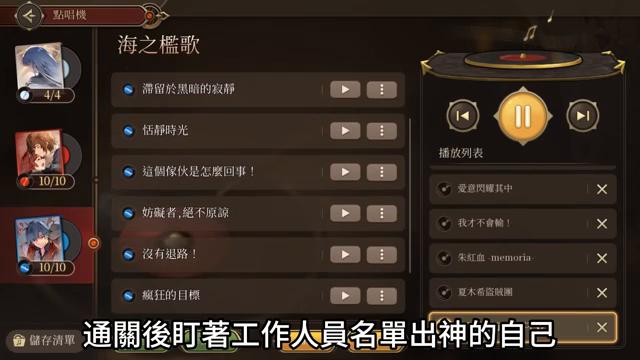 點唱機
海之檻歌
4/4
10/10
10/10
滯留於黑暗的寂靜
恬靜時光
這個傢伙是怎麼回事！
妨礙者,絕不原諒
沒有退路！
瘋狂的目標
播放列表
愛意閃耀其中
我才不會輸！
朱紅血 -memoria-
夏木希盜賊團
儲存清單
通關後盯著工作人員名單出神的自己